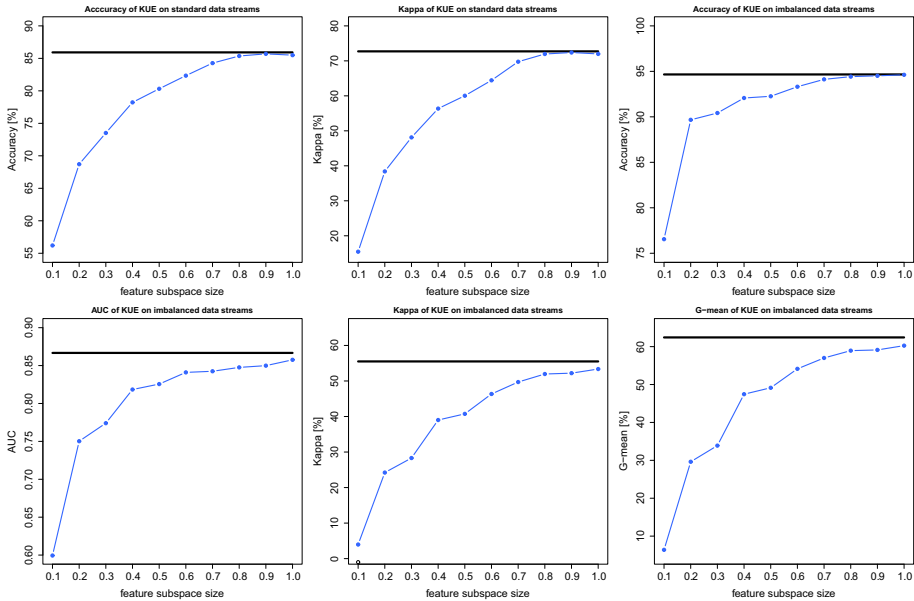 Acccuracy of KUE on standard data streams
Accuracy [%]
90
85
80
75
70
65
60
55
0.1 0.2 0.3 0.4 0.5 0.6 0.7 0.8 0.9 1.0
feature subspace size
Kappa of KUE on standard data streams
Kappa [%]
80
70
60
50
40
30
20
0.1 0.2 0.3 0.4 0.5 0.6 0.7 0.8 0.9 1.0
feature subspace size
Accuracy of KUE on imbalanced data streams
Accuracy [%]
100
95
90
85
90
75
0.1 0.2 0.3 0.4 0.5 0.6 0.7 0.8 0.9 1.0
feature subspace size
AUC of KUE on imbalanced data streams
AUC
0.90
0.85
0.80
0.75
0.70
0.65
0.60
0.1 0.2 0.3 0.4 0.5 0.6 0.7 0.8 0.9 1.0
feature subspace size
Kappa of KUE on imbalanced data streams
Kappa [%]
60
50
40
30
20
10
0
0.1 0.2 0.3 0.4 0.5 0.6 0.7 0.8 0.9 1.0
feature subspace size
G−mean of KUE on imbalanced data streams
G−mean [%]
60
50
40
30
20
10
0.1 0.2 0.3 0.4 0.5 0.6 0.7 0.8 0.9 1.0
feature subspace size